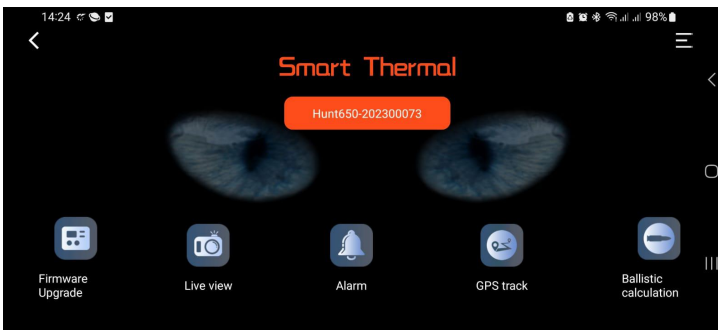 14:24
98%
Smart Thermal
Hunt650-202300073
Firmware
Upgrade
Live view
Alarm
GPS track
Ballistic
calculation